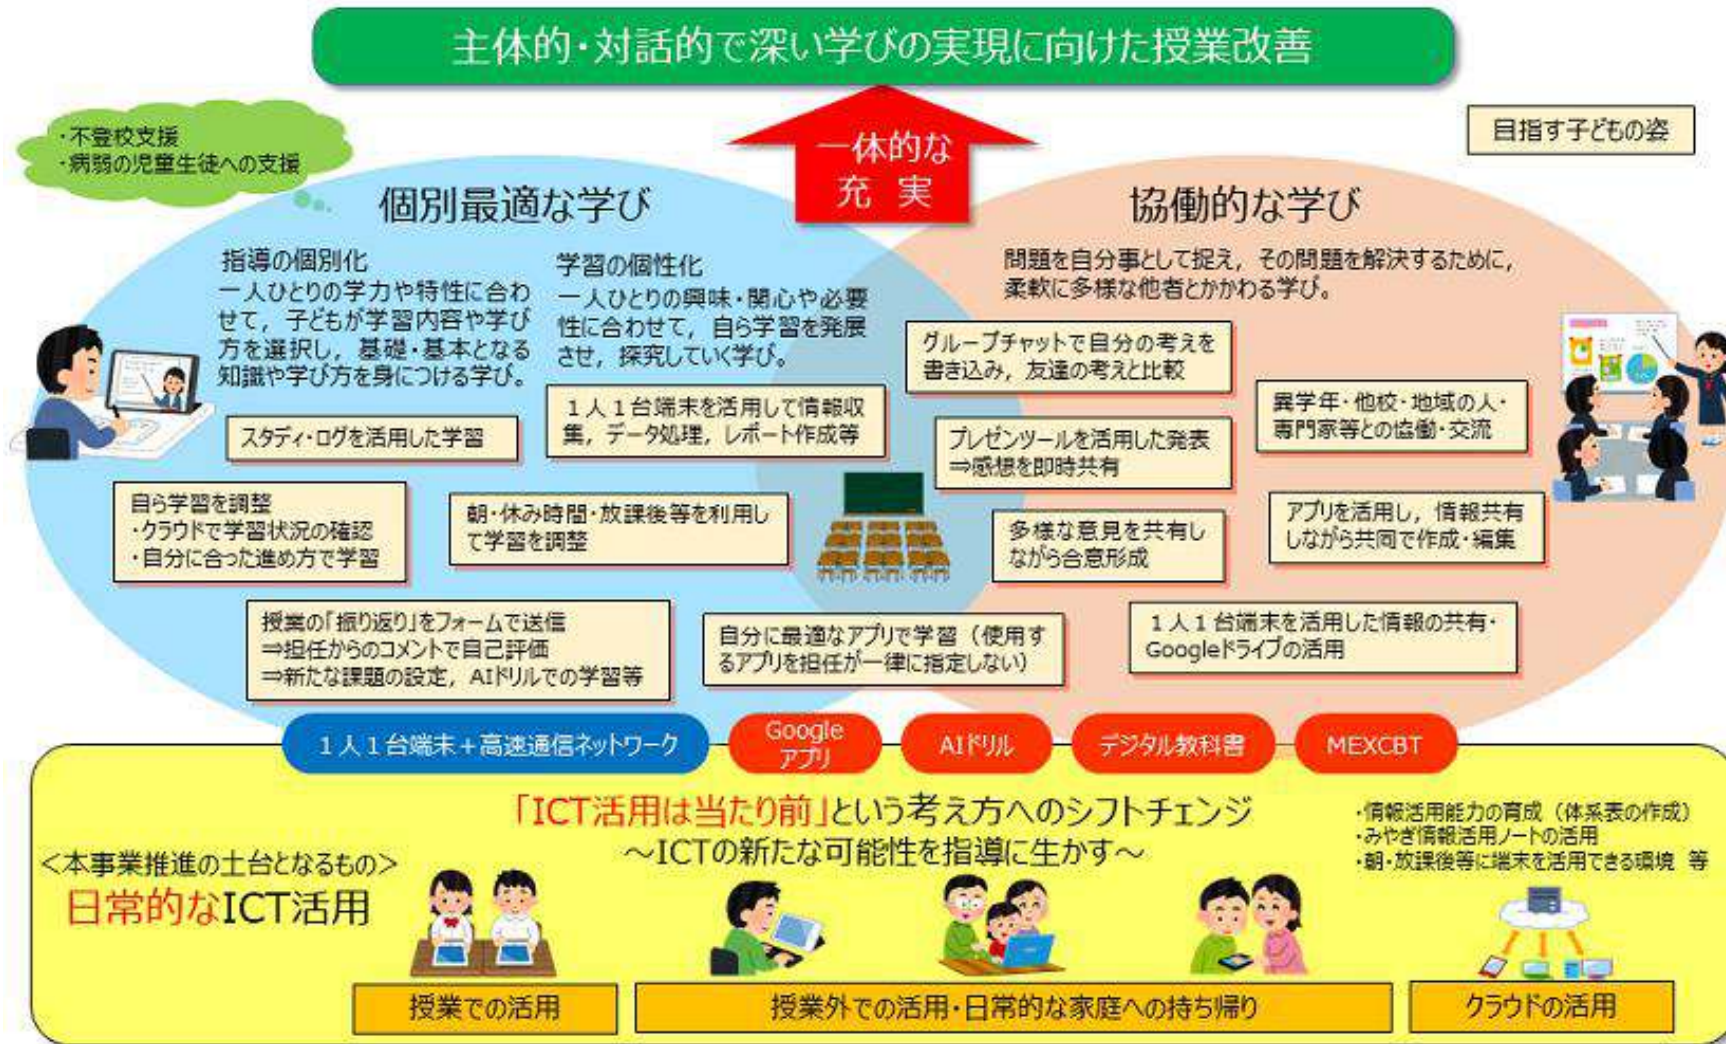 主体的・対話的で深い学びの実現に向けた授業改善
・不登校支援
・病弱の児童生徒への支援
一体的な
充 実
目指す子どもの姿
個別最適な学び
協働的な学び
指導の個別化
一人ひとりの学力や特性に合わ
せて，子どもが学習内容や学び
方を選択し，基礎・基本となる
知識や学び方を身につける学び。
学習の個性化
一人ひとりの興味・関心や必要
性に合わせて，自ら学習を発展
させ，探究していく学び。
問題を自分事として捉え，その問題を解決するために，
柔軟に多様な他者とかかわる学び。
スタディ・ログを活用した学習
１人１台端末を活用して情報収
集，データ処理，レポート作成等
グループチャットで自分の考えを
書き込み，友達の考えと比較
異学年・他校・地域の人・
専門家等との協働・交流
プレゼンツールを活用した発表
⇒感想を即時共有
自ら学習を調整
・クラウドで学習状況の確認
・自分に合った進め方で学習
朝・休み時間・放課後等を利用し
て学習を調整
多様な意見を共有し
ながら合意形成
アプリを活用し，情報共有
しながら共同で作成・編集
授業の「振り返り」をフォームで送信
⇒担任からのコメントで自己評価
⇒新たな課題の設定，AIドリルでの学習等
自分に最適なアプリで学習（使用す
るアプリを担任が一律に指定しない）
１人１台端末を活用した情報の共有・
Googleドライブの活用
１人１台端末＋高速通信ネットワーク
Google
アプリ
AIドリル
デジタル教科書
MEXCBT
「ICT活用は当たり前」という考え方へのシフトチェンジ
～ICTの新たな可能性を指導に生かす～
・情報活用能力の育成（体系表の作成）
・みやぎ情報活用ノートの活用
・朝・放課後等に端末を活用できる環境 等
＜本事業推進の土台となるもの＞
日常的なICT活用
授業での活用
授業外での活用・日常的な家庭への持ち帰り
クラウドの活用